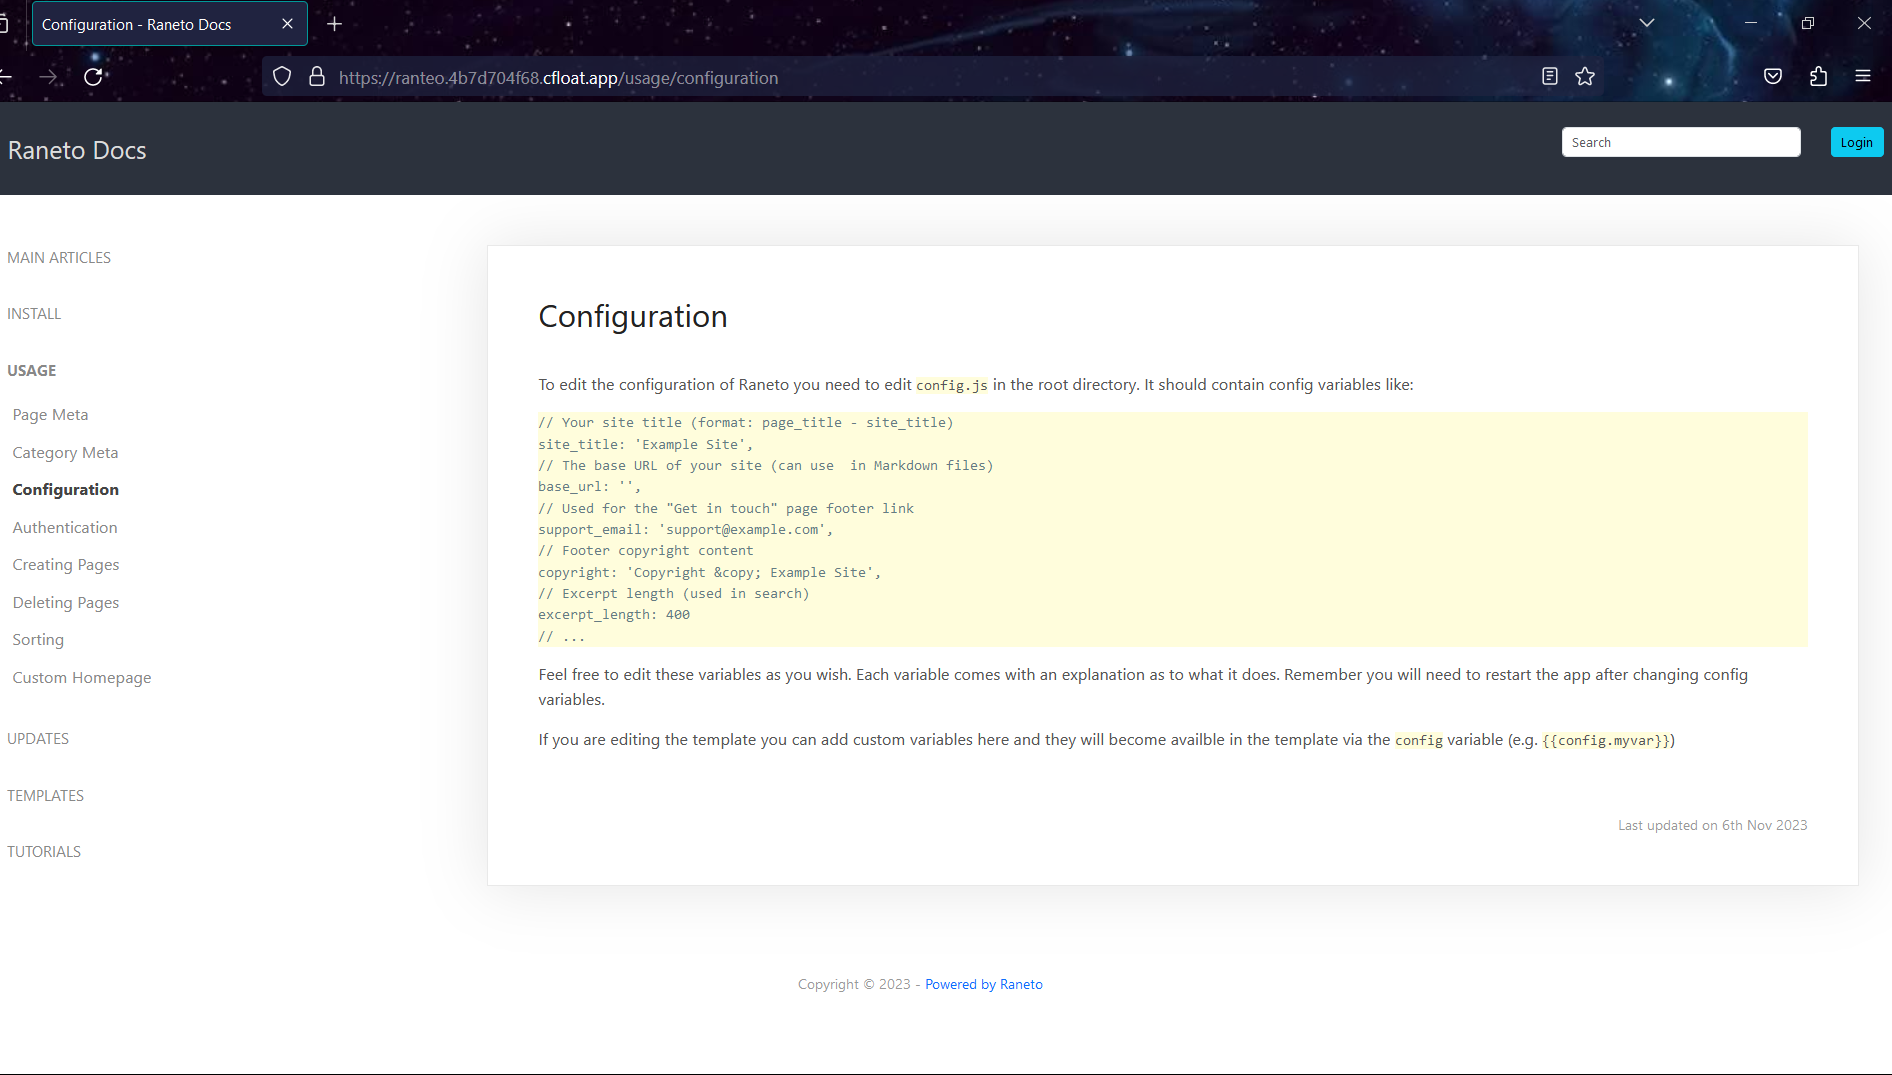 Configuration - Raneto Docs
https://ranteo.4b7d704f68.cfloat.app/usage/configuration
Raneto Docs
Search
Login
MAIN ARTICLES
INSTALL
USAGE
Page Meta
Category Meta
Configuration
Authentication
Creating Pages
Deleting Pages
Sorting
Custom Homepage
UPDATES
TEMPLATES
TUTORIALS
Configuration
To edit the configuration of Raneto you need to edit config.js in the root directory. It should contain config variables like:
// Your site title (format: page_title - site_title)
site_title: 'Example Site',
// The base URL of your site (can use  in Markdown files)
base_url: '',
// Used for the "Get in touch" page footer link
support_email: 'support@example.com',
// Footer copyright content
copyright: 'Copyright &copy; Example Site',
// Excerpt length (used in search)
excerpt_length: 400
// ...
Feel free to edit these variables as you wish. Each variable comes with an explanation as to what it does. Remember you will need to restart the app after changing config
variables.
If you are editing the template you can add custom variables here and they will become availble in the template via the config variable (e.g. {{config.myvar}})
Last updated on 6th Nov 2023
Copyright © 2023 - Powered by Raneto